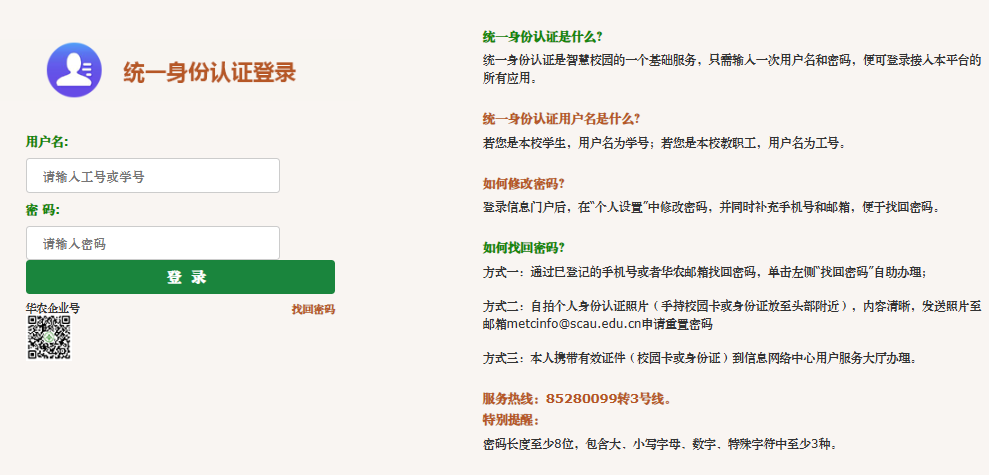 统一身份认证登录
用户名:
请输入工号或学号
密 码:
请输入密码
登 录
华农企业号
找回密码
统一身份认证是什么?
统一身份认证是智慧校园的一个基础服务，只需输入一次用户名和密码，便可登录接入本平台的
所有应用。
统一身份认证用户名是什么?
若您是本校学生，用户名为学号；若您是本校教职工，用户名为工号。
如何修改密码?
登录信息门户后，在“个人设置”中修改密码，并同时补充手机号和邮箱，便于找回密码。
如何找回密码?
方式一：通过已登记的手机号或者华农邮箱找回密码，单击左侧“找回密码”自助办理；
方式二：自拍个人身份认证照片（手持校园卡或身份证放至头部附近），内容清晰，发送照片至
邮箱metcinfo@scau.edu.cn申请重置密码
方式三：本人携带有效证件（校园卡或身份证）到信息网络中心用户服务大厅办理。
服务热线：85280099转3号线。
特别提醒：
密码长度至少8位，包含大、小写字母、数字、特殊字符中至少3种。